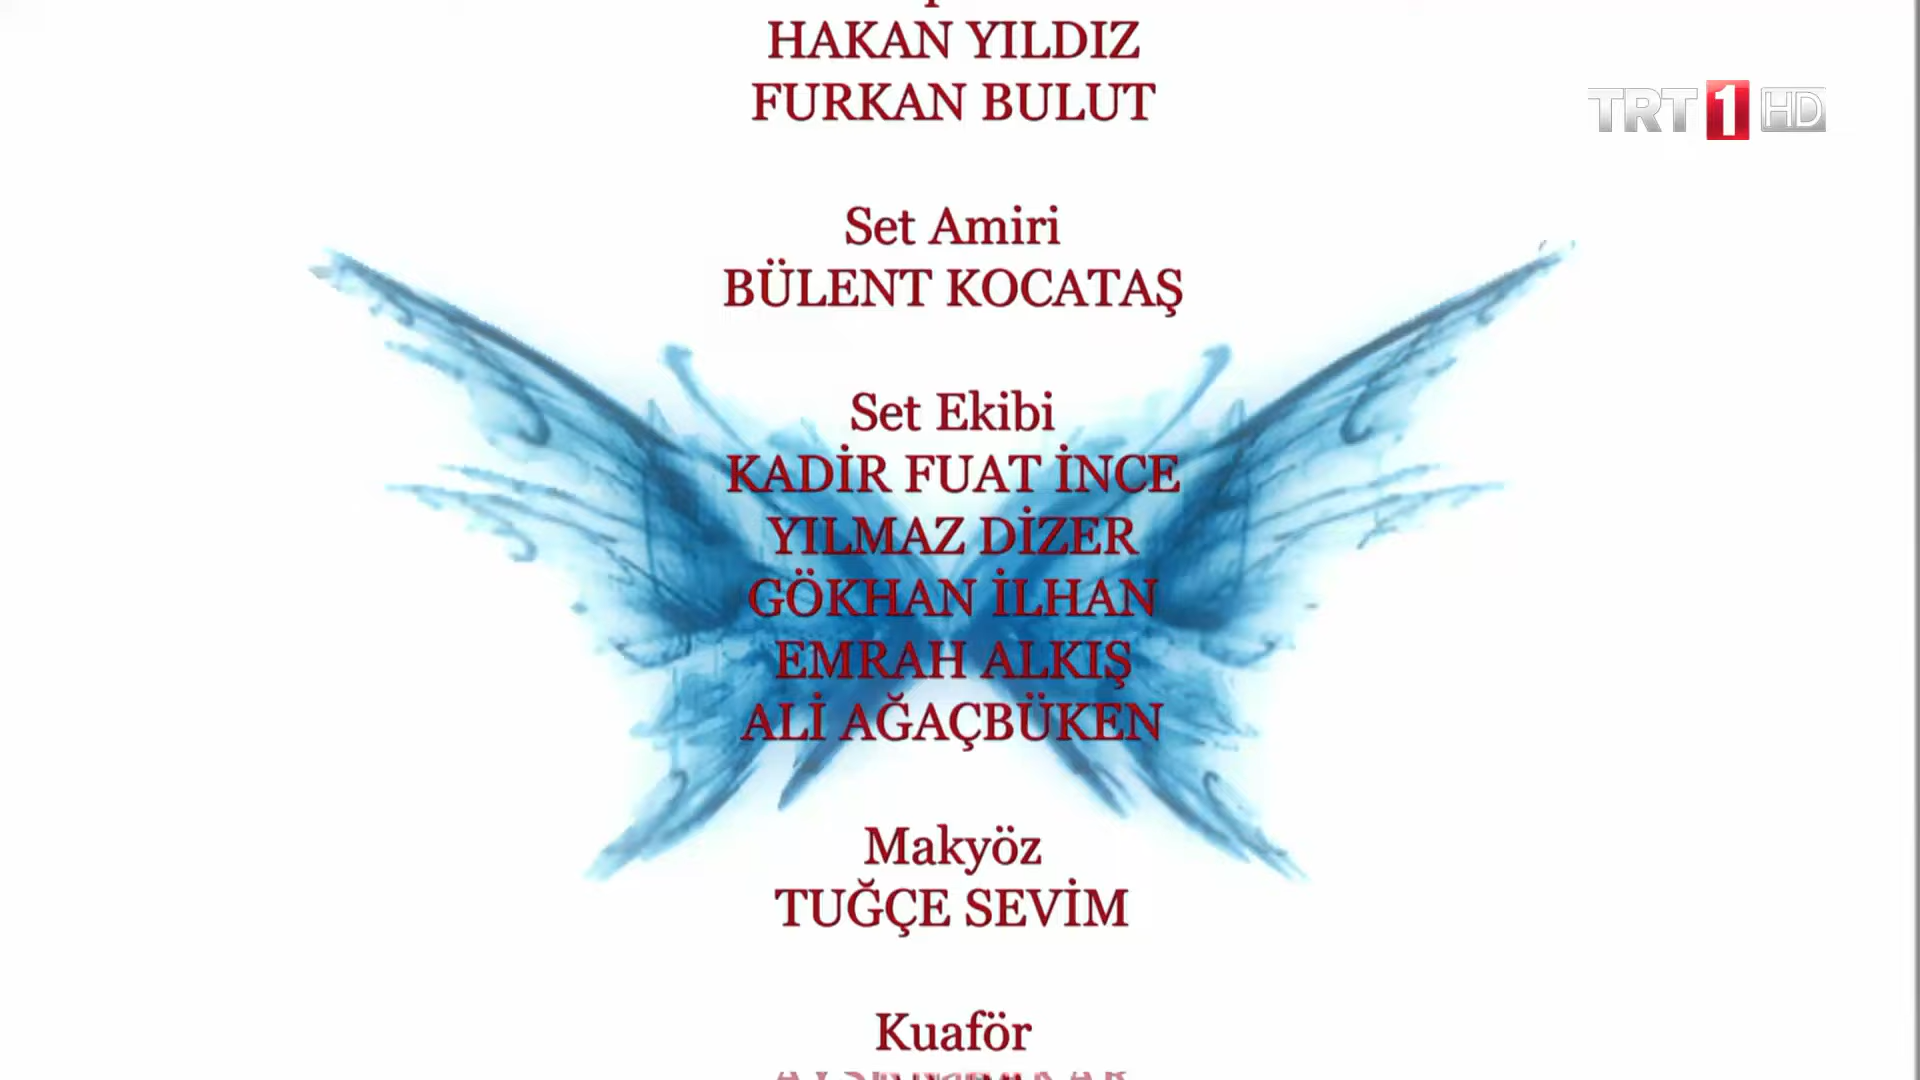 HAKAN YILDIZ
FURKAN BULUT
TRT 1 HD
Set Amiri
BÜLENT KOCATAŞ
Set Ekibi
KADİR FUAT İNCE
YILMAZ DİZER
GÖKHAN İLHAN
EMRAH ALKIŞ
ALİ AĞAÇBÜKEN
Makyöz
TUĞÇE SEVİM
Kuaför